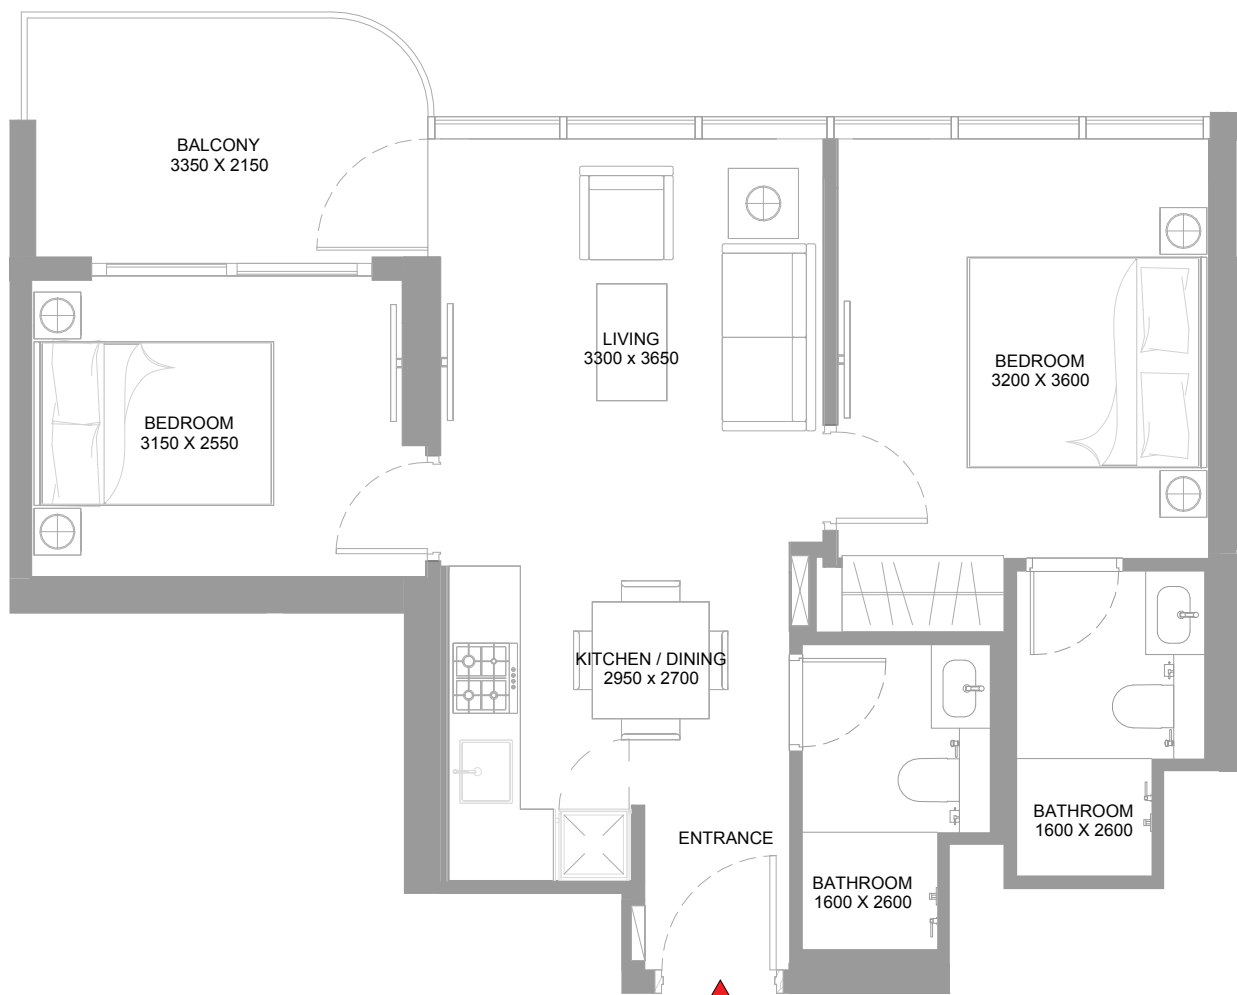 BALCONY
3350 X 2150
LIVING
3300 x 3650
BEDROOM
3200 X 3600
BEDROOM
3150 X 2550
KITCHEN / DINING
2950 x 2700
BATHROOM
1600 X 2600
ENTRANCE
BATHROOM
1600 X 2600